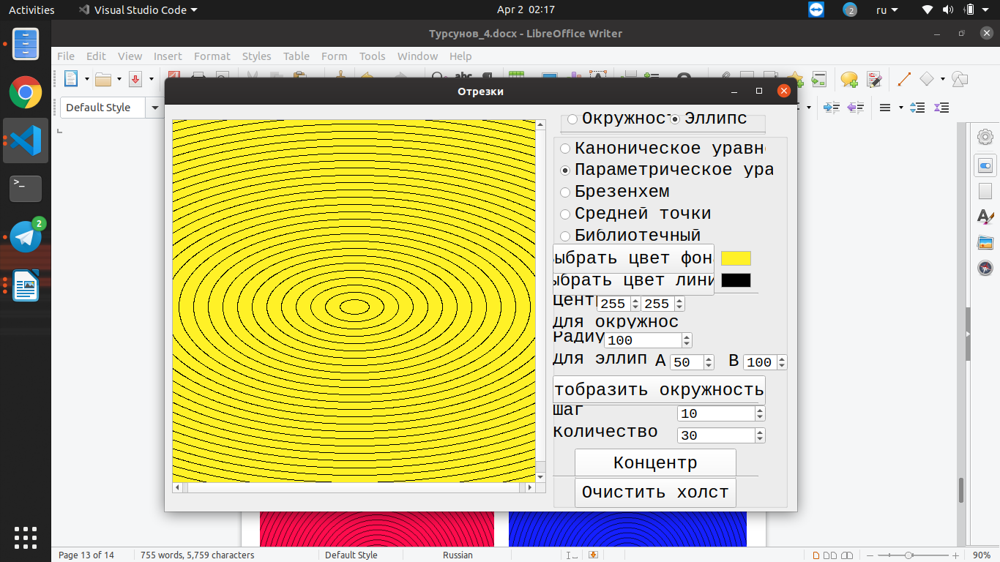 Activities Visual Studio Code Apr 2 02:17 2 ru
Турсунов_4.docx - LibreOffice Writer
File Edit View Insert Format Styles Table Form Tools Window Help
Default Style
Отрезки
Окружност Эллипс
Каноническое уравн
Параметрическое ура
Брезенхем
Средней точки
Библиотечный
ыбрать цвет фон
ыбрать цвет лини
Цент 255 255
Для окружнос
Радиу 100
Для эллип A 50 B 100
тобразить окружность
Шаг 10
Количество 30
Концентр
Очистить холст
>_
2
Page 13 of 14 755 words, 5,759 characters Default Style Russian 90%